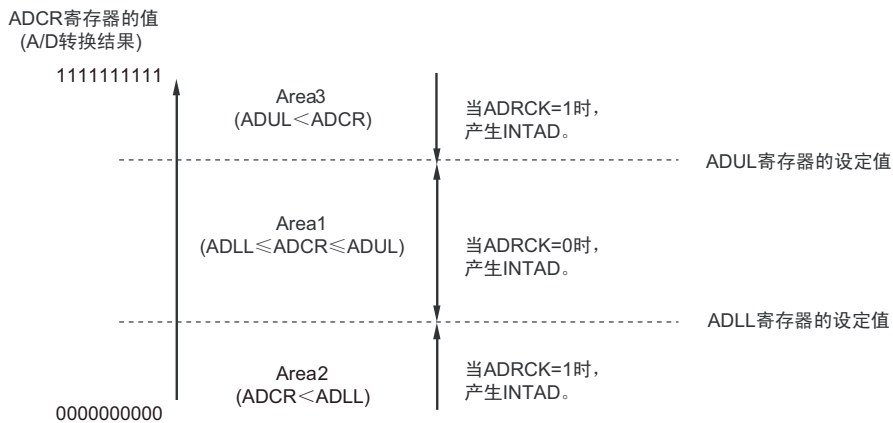 ADCR寄存器的值
(A/D转换结果)
1111111111
Area3
(ADUL＜ADCR)
当ADRCK=1时，
产生INTAD。
ADUL寄存器的设定值
Area1
(ADLL≤ADCR≤ADUL)
当ADRCK=0时，
产生INTAD。
ADLL寄存器的设定值
Area2
(ADCR＜ADLL)
当ADRCK=1时，
产生INTAD。
0000000000